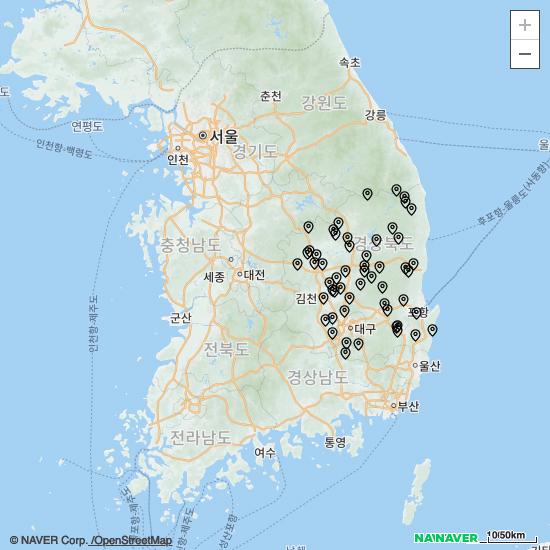 +
−
속초
춘천
강원도
강릉
도
연평도
서울
인천
경기도
인천항-백령도
울
후포항-울릉도(사동항)
충청남도
경상북도
세종
대전
김천
인천항-제주도
군산
포항
대구
전북도
울산
경상남도
부산
전라남도
통영
여수
© NAVER Corp. /OpenStreetMap
NAVER
10/50km